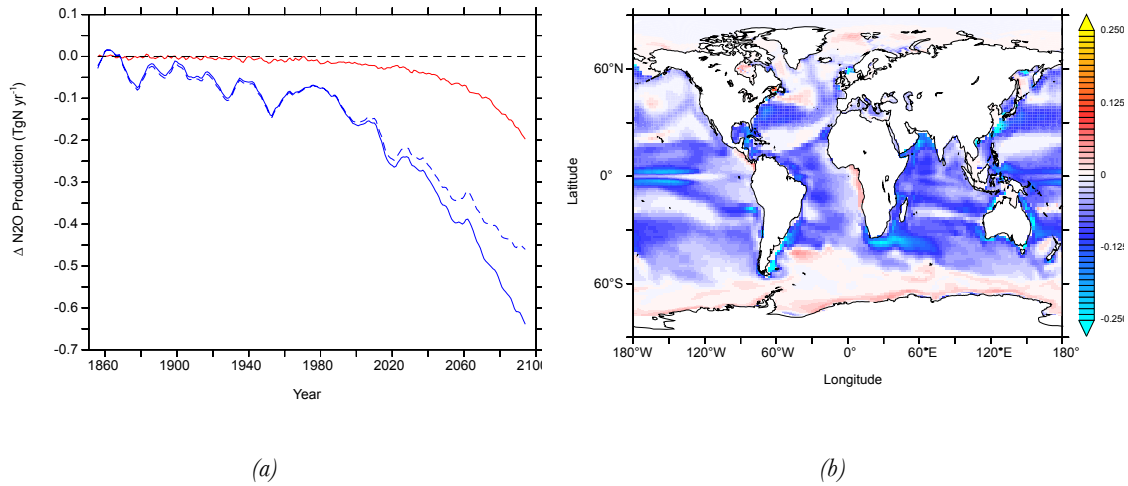 0.1
0.0
-0.1
-0.2
-0.3
-0.4
-0.5
-0.6
-0.7
Δ N2O Production (TgN yr⁻¹)
1860 1900 1940 1980 2020 2060 2100
Year
(a)
60°N
0°
60°S
Latitude
180°W 120°W 60°W 0° 60°E 120°E 180°
Longitude
0.250
0.125
0
-0.125
-0.250
(b)